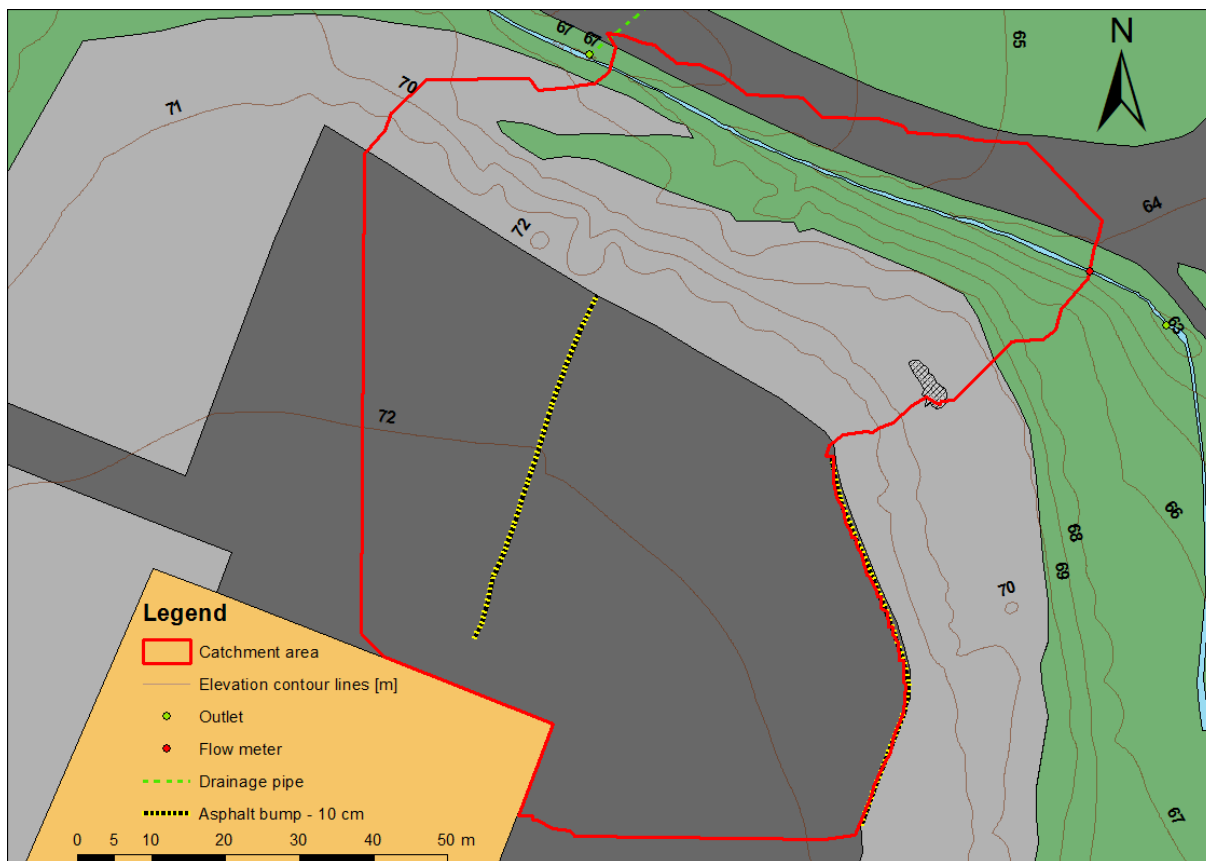 67
67
65
N
70
71
64
72
63
72
66
68
69
70
67
Legend
Catchment area
Elevation contour lines [m]
Outlet
Flow meter
Drainage pipe
Asphalt bump - 10 cm
0 5 10 20 30 40 50 m